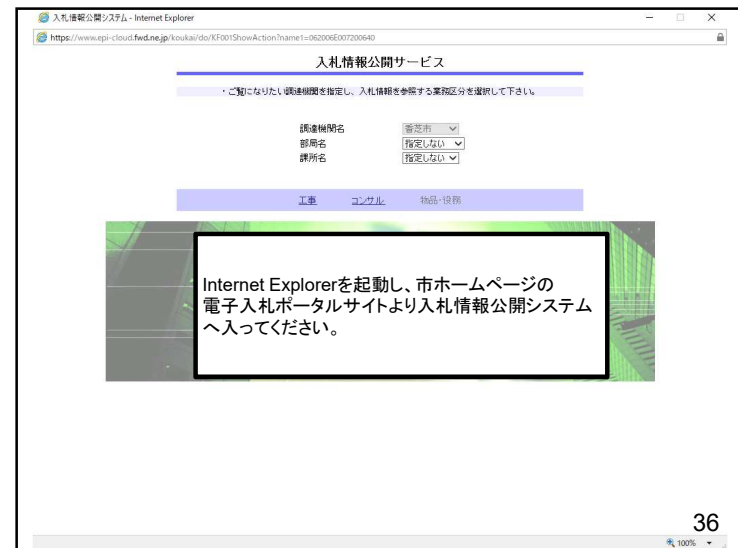 入札情報公開システム - Internet Explorer
https://www.epi-cloud.fwd.ne.jp/koukai/do/KF001ShowAction?name1=062006E007200640
入札情報公開サービス
・ご覧になりたい調達機関を指定し、入札情報を参照する業務区分を選択して下さい。
調達機関名 香芝市
部局名 指定しない
課所名 指定しない
工事 コンサル 物品・役務
Internet Explorerを起動し、市ホームページの
電子入札ポータルサイトより入札情報公開システム
へ入ってください。
36
100%